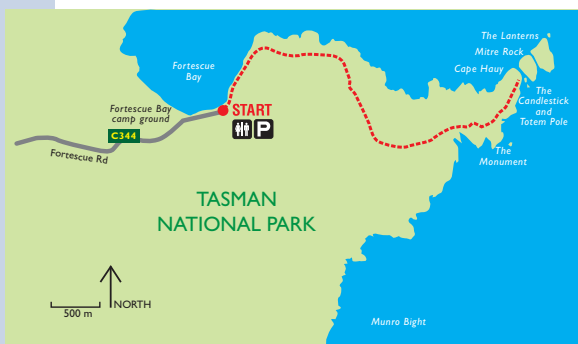 The Lanterns
Mitre Rock
Cape Hauy
The
Candlestick
and
Totem Pole
The
Monument
Fortescue
Bay
Fortescue Bay
camp ground
START
P
C344
Fortescue Rd
TASMAN
NATIONAL PARK
NORTH
500 m
Munro Bight